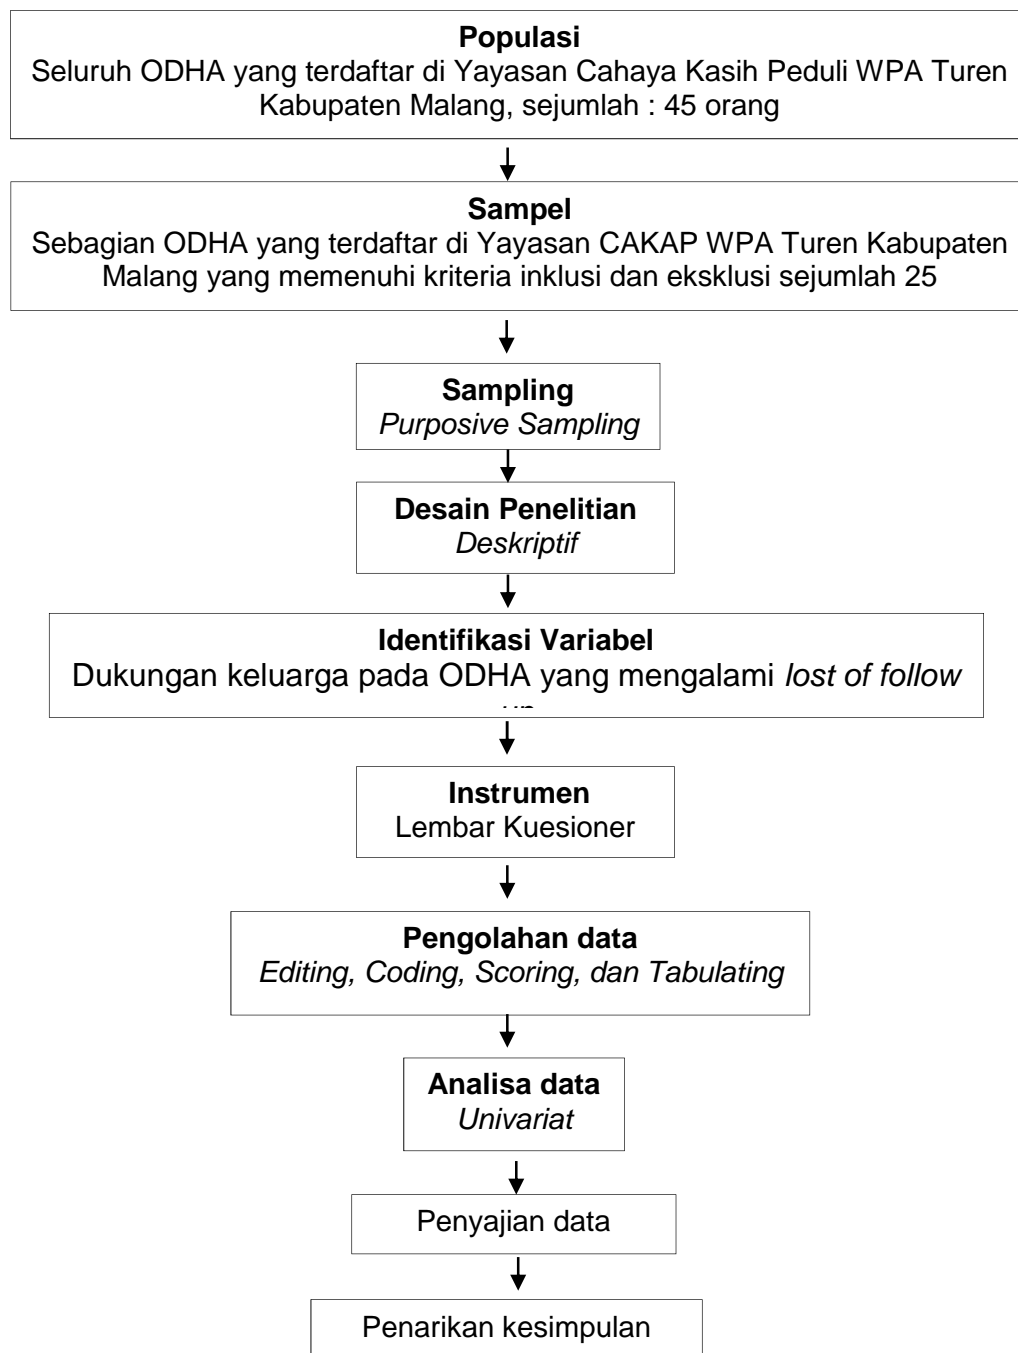 Populasi
Seluruh ODHA yang terdaftar di Yayasan Cahaya Kasih Peduli WPA Turen
Kabupaten Malang, sejumlah : 45 orang
Sampel
Sebagian ODHA yang terdaftar di Yayasan CAKAP WPA Turen Kabupaten
Malang yang memenuhi kriteria inklusi dan eksklusi sejumlah 25
Sampling
Purposive Sampling
Desain Penelitian
Deskriptif
Identifikasi Variabel
Dukungan keluarga pada ODHA yang mengalami lost of follow
Instrumen
Lembar Kuesioner
Pengolahan data
Editing, Coding, Scoring, dan Tabulating
Analisa data
Univariat
Penyajian data
Penarikan kesimpulan